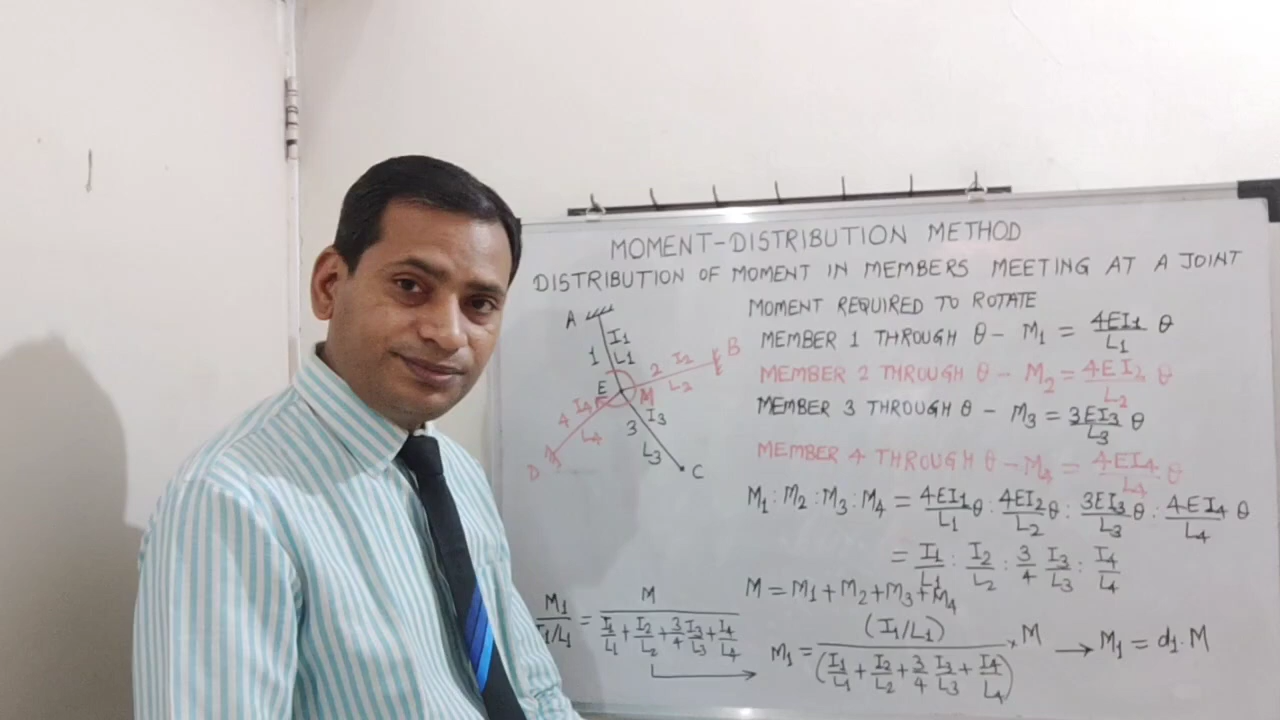 MOMENT-DISTRIBUTION METHOD
DISTRIBUTION OF MOMENT IN MEMBERS MEETING AT A JOINT
MOMENT REQUIRED TO ROTATE
MEMBER 1 THROUGH θ - M₁ = 4EI₁/L₁ θ
MEMBER 2 THROUGH θ - M₂ = 4EI₂/L₂ θ
MEMBER 3 THROUGH θ - M₃ = 3EI₃/L₃ θ
MEMBER 4 THROUGH θ - M₄ = 4EI₄/L₄ θ
A
I₁
1 L₁
2 I₂ B
L₂
E
M
4 I₄
L₄
I₃
3
L₃
D
C
M₁ : M₂ : M₃ : M₄ = 4EI₁/L₁ θ : 4EI₂/L₂ θ : 3EI₃/L₃ θ : 4EI₄/L₄ θ
= I₁/L₁ : I₂/L₂ : 3/4 I₃/L₃ : I₄/L₄
M = M₁ + M₂ + M₃ + M₄
M₁/(I₁/L₁) = M/(I₁/L₁ + I₂/L₂ + 3/4 I₃/L₃ + I₄/L₄)
M₁ = (I₁/L₁)/(I₁/L₁ + I₂/L₂ + 3/4 I₃/L₃ + I₄/L₄) × M → M₁ = d₁. M